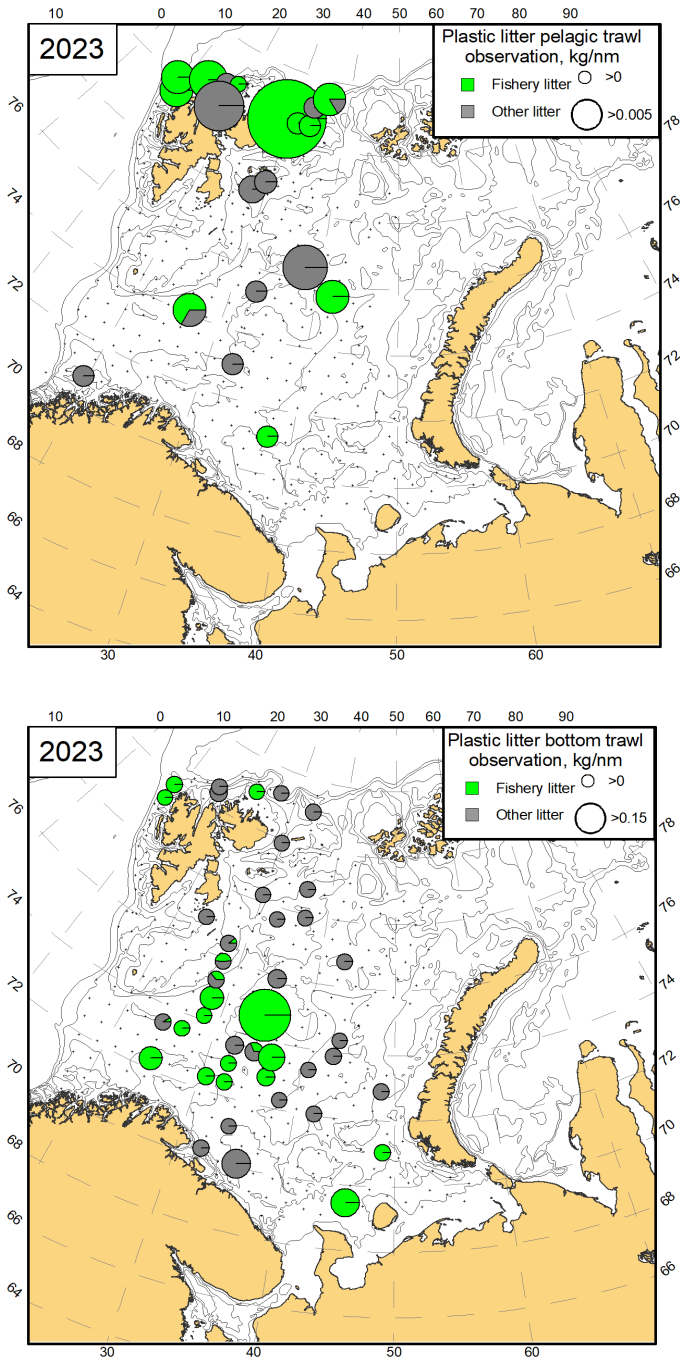 10 0 10 20 30 40 50 60 70 80 90
2023
Plastic litter pelagic trawl
observation, kg/nm
Fishery litter >0
Other litter >0.005
76
78
74
76
72
74
70
72
68
70
66
68
64
66
30 40 50 60
10 0 10 20 30 40 50 60 70 80 90
2023
Plastic litter bottom trawl
observation, kg/nm
Fishery litter >0
Other litter >0.15
76
78
74
76
72
74
70
72
68
70
66
68
64
66
30 40 50 60